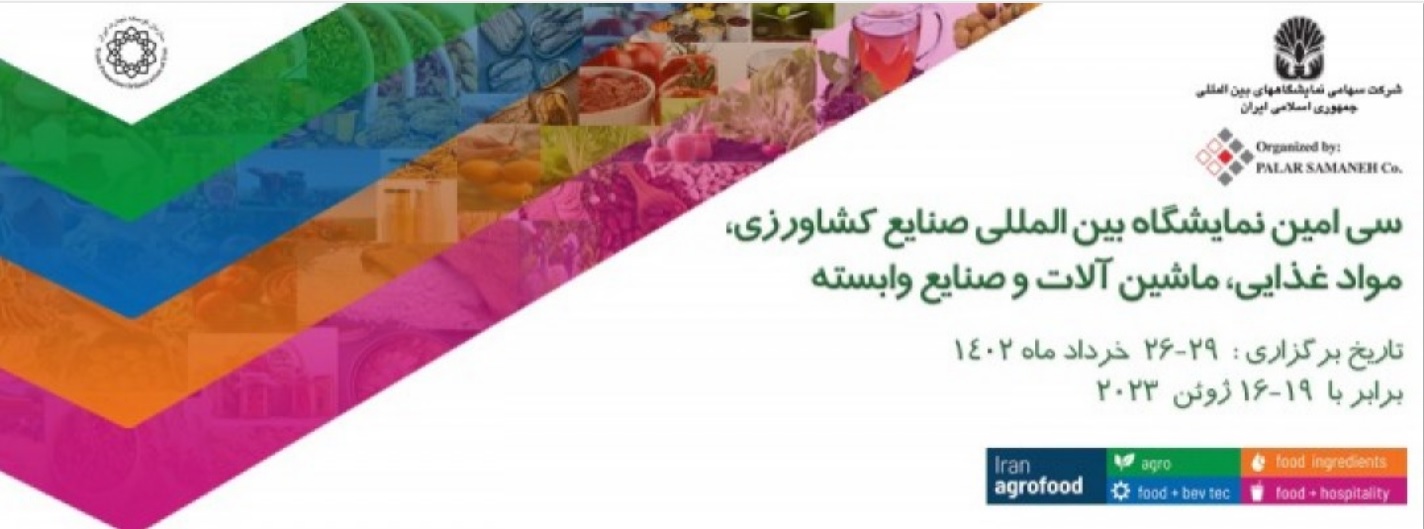 شرکت سهامی نمایشگاههای بین المللی
جمهوری اسلامی ایران
Organized by:
PALAR SAMANEH Co.
سی امین نمایشگاه بین المللی صنایع کشاورزی،
مواد غذایی، ماشین آلات و صنایع وابسته
تاریخ برگزاری : ۲۹-۲۶ خرداد ماه ۱٤۰۲
برابر با ۱۹-۱۶ ژوئن ۲۰۲۳
Iran
agrofood
agro
food ingredients
food + bev tec
food + hospitality